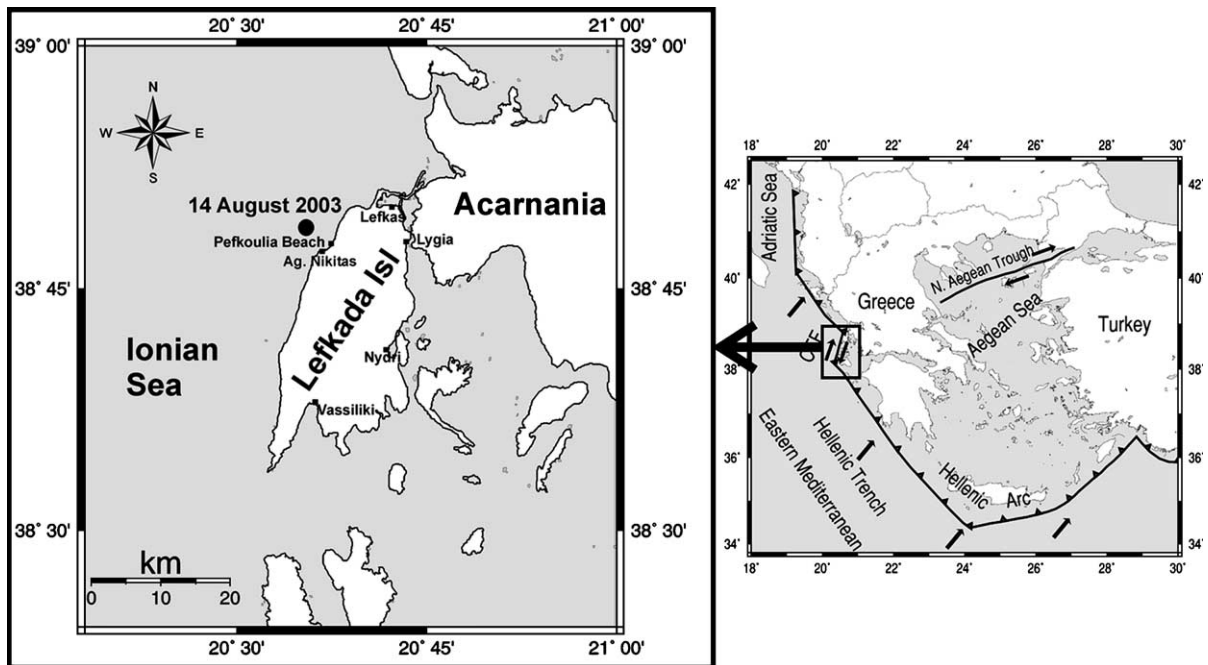 20° 30'
20° 45'
21° 00'
39° 00'
39° 00'
N
W
E
S
14 August 2003
Lefkas
Acarnania
Pefkoulia Beach
Lygia
Ag. Nikitas
38° 45'
38° 45'
Lefkada Isl
Ionian
Sea
Nydri
Vassiliki
38° 30'
38° 30'
km
0
10
20
20° 30'
20° 45'
21° 00'
18°
20°
22°
24°
26°
28°
30°
42°
42°
Adriatic Sea
N. Aegean Trough
40°
40°
Greece
Aegean Sea
Turkey
CTF
38°
38°
Hellenic Trench
Eastern Mediterranean
36°
36°
Hellenic
Arc
34°
34°
18°
20°
22°
24°
26°
28°
30°